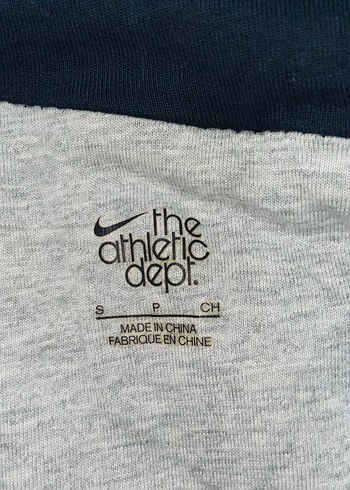 the
athletic
dept.
S P CH
MADE IN CHINA
FABRIQUE EN CHINE